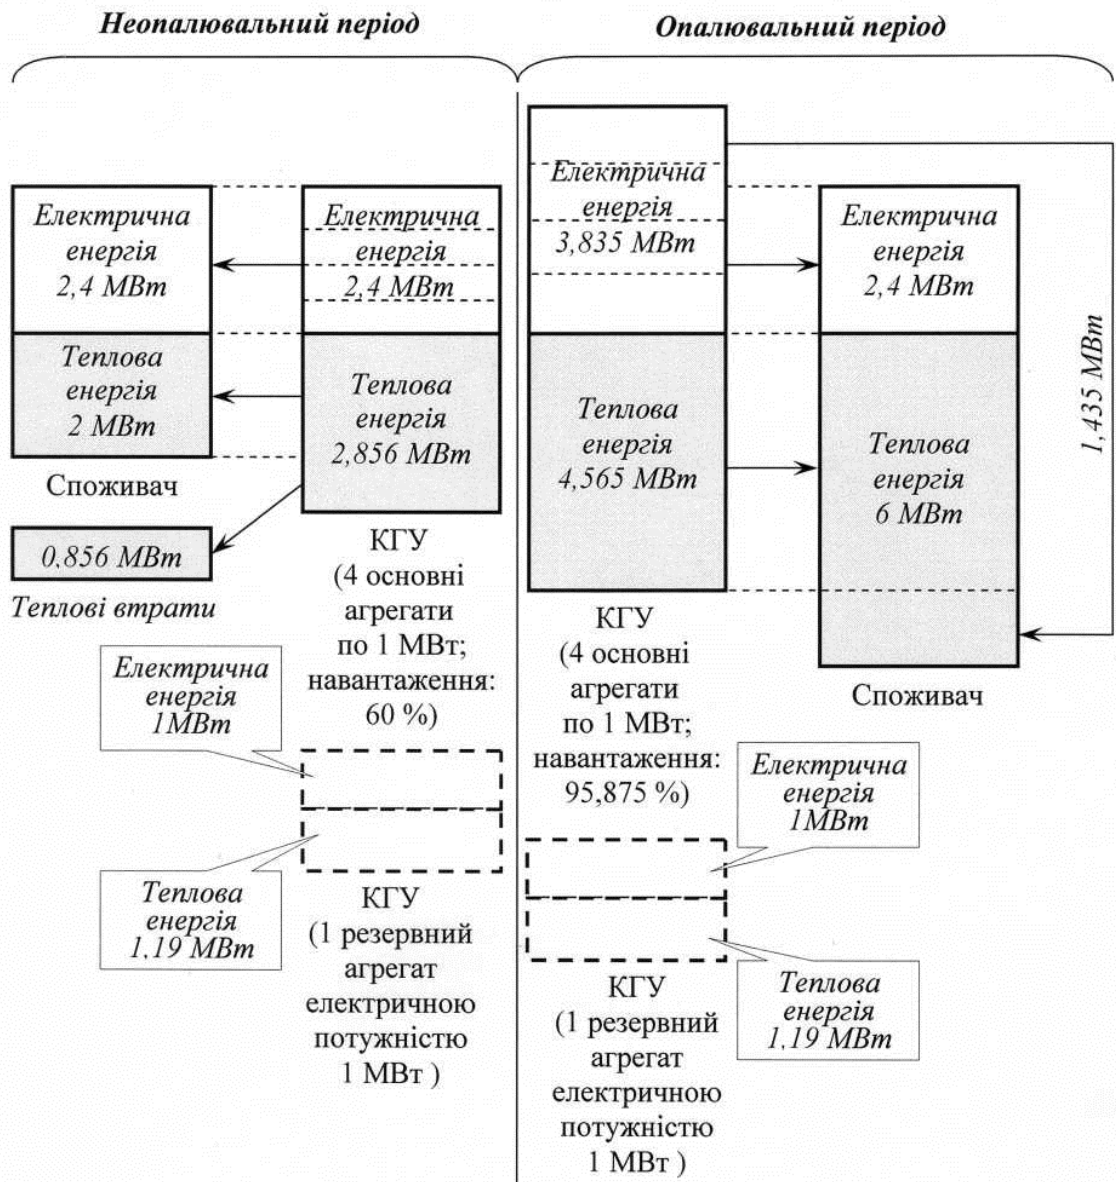 Неопалювальний період
Електрична
енергія
2,4 МВт
Теплова
енергія
2 МВт
Споживач
0,856 МВт
Теплові втрати
Електрична
енергія
2,4 МВт
Теплова
енергія
2,856 МВт
КГУ
(4 основні
агрегати
по 1 МВт;
навантаження:
60 %)
Електрична
енергія
1МВт
Теплова
енергія
1,19 МВт
КГУ
(1 резервний
агрегат
електричною
потужністю
1 МВт )
Опалювальний період
Електрична
енергія
3,835 МВт
Теплова
енергія
4,565 МВт
КГУ
(4 основні
агрегати
по 1 МВт;
навантаження:
95,875 %)
Електрична
енергія
2,4 МВт
Теплова
енергія
6 МВт
Споживач
1,435 МВт
Електрична
енергія
1МВт
Теплова
енергія
1,19 МВт
КГУ
(1 резервний
агрегат
електричною
потужністю
1 МВт )